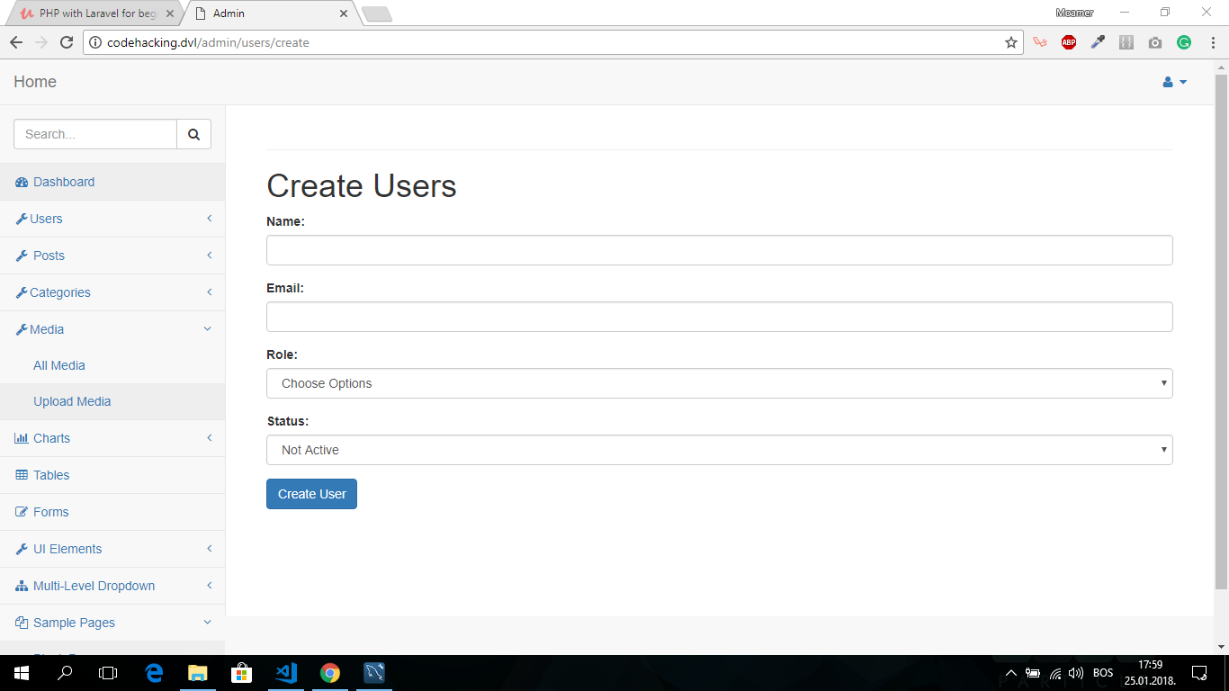 PHP with Laravel for beg
Admin
Moamer
codehacking.dvl/admin/users/create
ABP
Home
Search...
Dashboard
Users
Posts
Categories
Media
All Media
Upload Media
Charts
Tables
Forms
UI Elements
Multi-Level Dropdown
Sample Pages
Create Users
Name:
Email:
Role:
Choose Options
Status:
Not Active
Create User
BOS
17:59
25.01.2018.